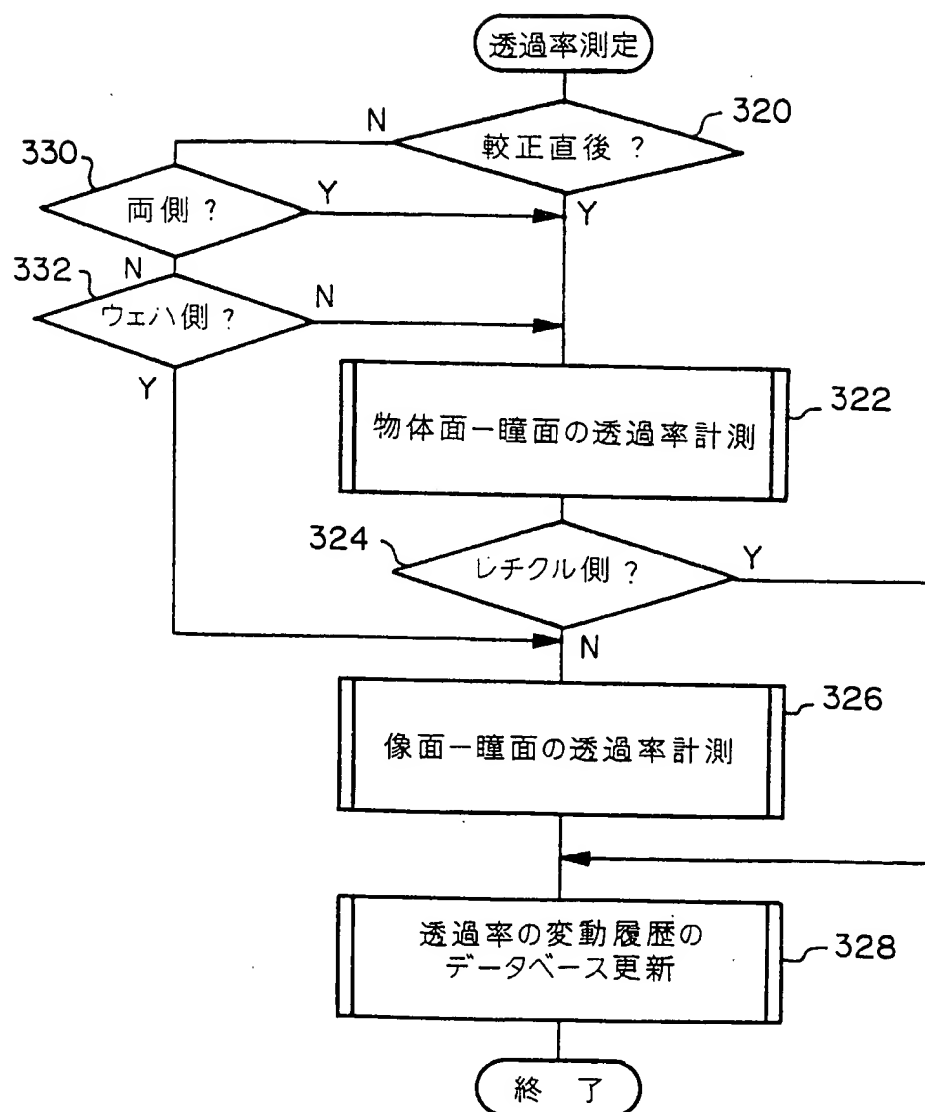 透過率測定
320
N
較正直後?
330
Y
両側?
Y
332
N
N
ウェハ側?
Y
322
物体面-瞳面の透過率計測
324
Y
レチクル側?
N
326
像面-瞳面の透過率計測
透過率の変動履歴の
データベース更新
328
終 了